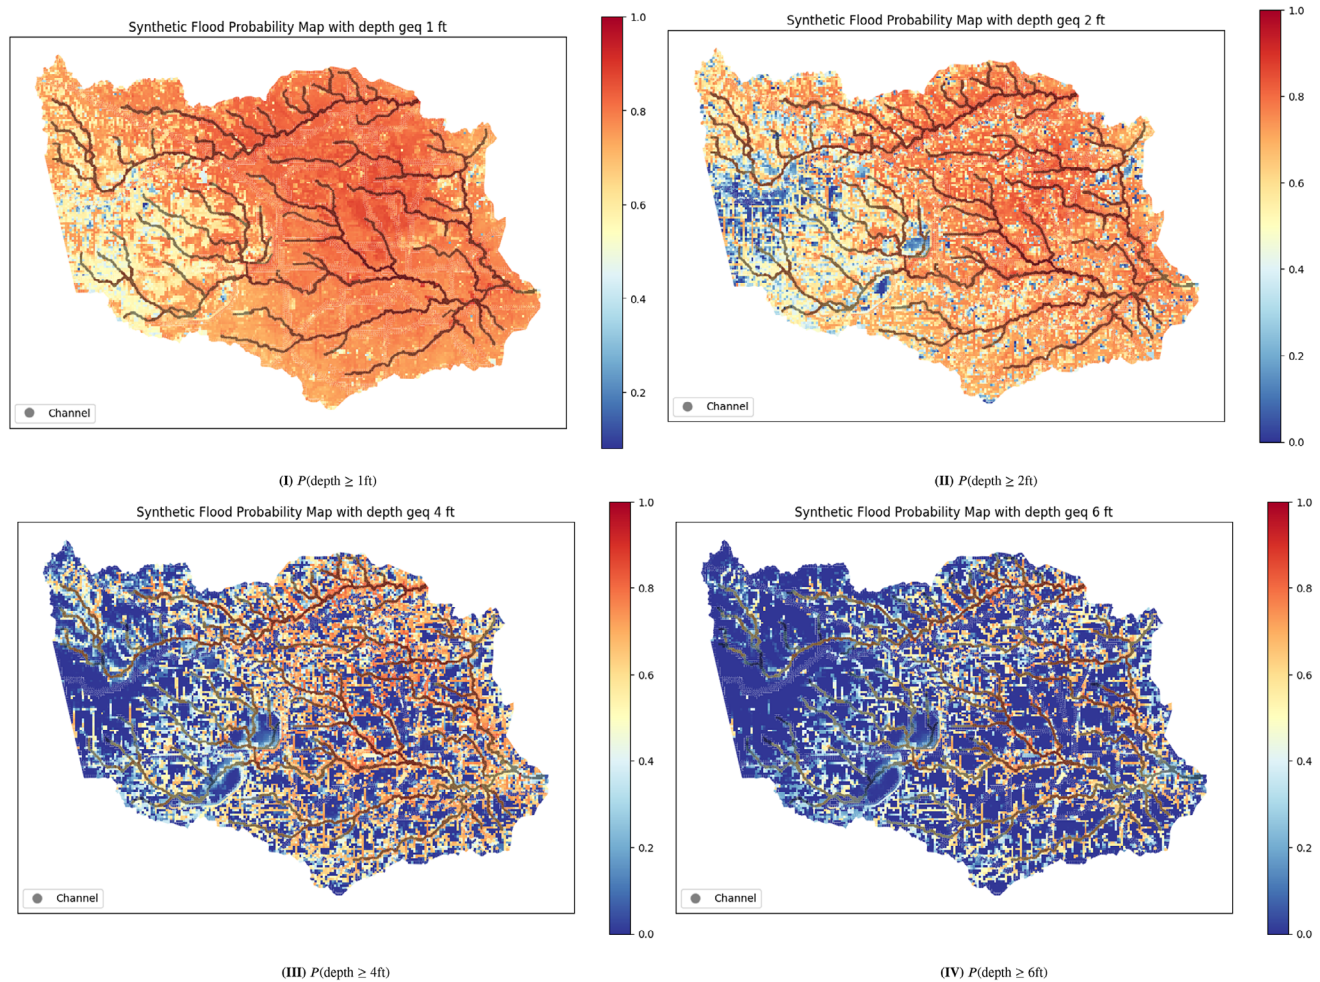 Synthetic Flood Probability Map with depth geq 1 ft
1.0
0.8
0.6
0.4
0.2
Channel
(I) P(depth ≥ 1ft)
Synthetic Flood Probability Map with depth geq 2 ft
1.0
0.8
0.6
0.4
0.2
0.0
Channel
(II) P(depth ≥ 2ft)
Synthetic Flood Probability Map with depth geq 4 ft
1.0
0.8
0.6
0.4
0.2
0.0
Channel
(III) P(depth ≥ 4ft)
Synthetic Flood Probability Map with depth geq 6 ft
1.0
0.8
0.6
0.4
0.2
0.0
Channel
(IV) P(depth ≥ 6ft)